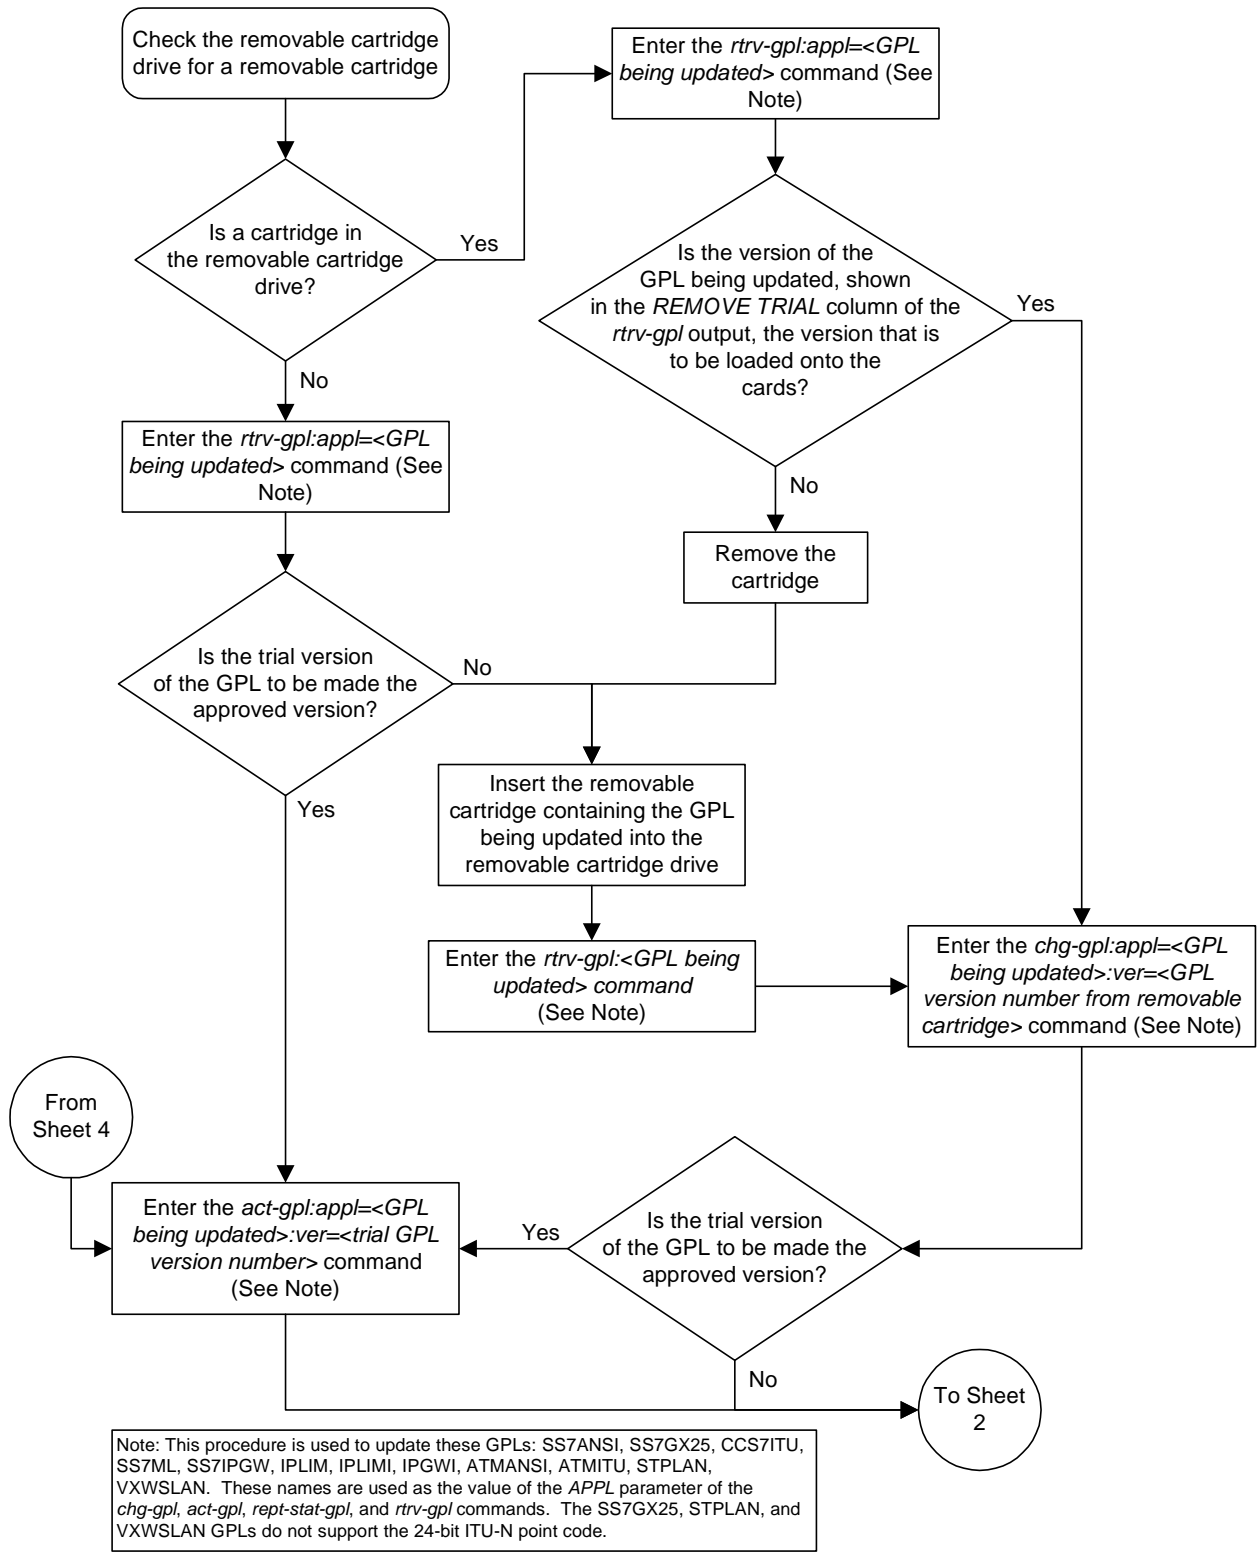 Check the removable cartridge
drive for a removable cartridge
Enter the rtrv-gpl:appl=<GPL
being updated> command (See
Note)
Is a cartridge in
the removable cartridge
drive?
Yes
Is the version of the
GPL being updated, shown
in the REMOVE TRIAL column of the
rtrv-gpl output, the version that is
to be loaded onto the
cards?
Yes
No
Enter the rtrv-gpl:appl=<GPL
being updated> command (See
Note)
No
Remove the
cartridge
Is the trial version
of the GPL to be made the
approved version?
No
Yes
Insert the removable
cartridge containing the GPL
being updated into the
removable cartridge drive
Enter the rtrv-gpl:<GPL being
updated> command
(See Note)
Enter the chg-gpl:appl=<GPL
being updated>:ver=<GPL
version number from removable
cartridge> command (See Note)
From
Sheet 4
Enter the act-gpl:appl=<GPL
being updated>:ver=<trial GPL
version number> command
(See Note)
Yes
Is the trial version
of the GPL to be made the
approved version?
No
To Sheet
2
Note: This procedure is used to update these GPLs: SS7ANSI, SS7GX25, CCS7ITU,
SS7ML, SS7IPGW, IPLIM, IPLIMI, IPGWI, ATMANSI, ATMITU, STPLAN,
VXWSLAN. These names are used as the value of the APPL parameter of the
chg-gpl, act-gpl, rept-stat-gpl, and rtrv-gpl commands. The SS7GX25, STPLAN, and
VXWSLAN GPLs do not support the 24-bit ITU-N point code.